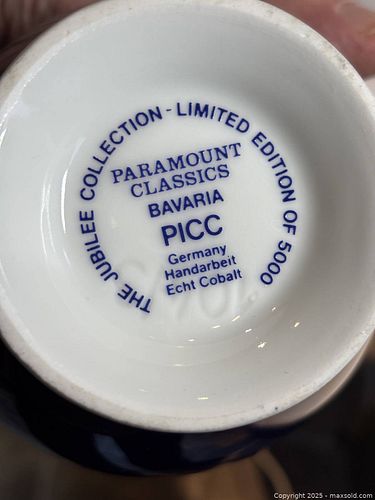 THE JUBILEE COLLECTION - LIMITED EDITION OF 5000
PARAMOUNT
CLASSICS
BAVARIA
PICC
Germany
Handarbeit
Echt Cobalt
Copyright 2025 - maxsold.com